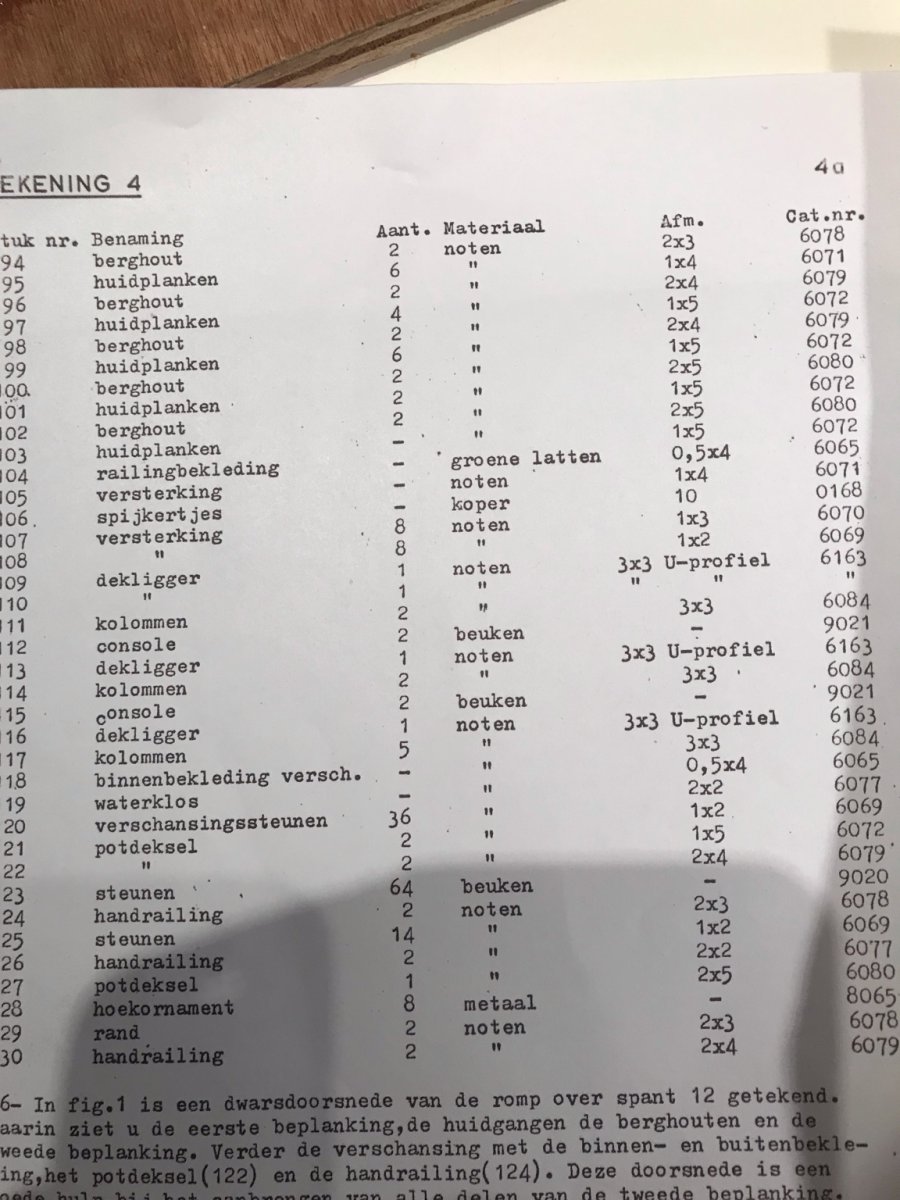 EKENING 4 4a
tuk nr. Benaming Aant. Materiaal Afm. Cat.nr.
94 berghout 2 noten 2x3 6078
95 huidplanken 6 " 1x4 6071
96 berghout 2 " 2x4 6079
97 huidplanken 4 " 1x5 6072
98 berghout 2 " 2x4 6079
99 huidplanken 6 " 1x5 6072
100 berghout 2 " 2x5 6080
101 huidplanken 2 " 1x5 6072
102 berghout 2 " 2x5 6080
103 huidplanken - " 1x5 6072
104 railingbekleding - groene latten 0,5x4 6065
105 versterking - noten 1x4 6071
106 spijkertjes - koper 10 0168
107 versterking 8 noten 1x3 6070
108 " 8 " 1x2 6069
109 dekligger 1 noten 3x3 U-profiel 6163
110 " 1 " " " "
111 kolommen 2 " 3x3 6084
112 console 2 beuken - 9021
113 dekligger 1 noten 3x3 U-profiel 6163
114 kolommen 2 " 3x3 6084
115 console 2 beuken - 9021
116 dekligger 1 noten 3x3 U-profiel 6163
117 kolommen 5 " 3x3 6084
118 binnenbekleding versch. - " 0,5x4 6065
19 waterklos - " 2x2 6077
20 verschansingssteunen 36 " 1x2 6069
21 potdeksel 2 " 1x5 6072
22 " 2 " 2x4 6079
23 steunen 64 beuken - 9020
24 handrailing 2 noten 2x3 6078
25 steunen 14 " 1x2 6069
26 handrailing 2 " 2x2 6077
27 potdeksel 1 " 2x5 6080
28 hoekornament 8 metaal - 8065
29 rand 2 noten 2x3 6078
30 handrailing 2 " 2x4 6079
6- In fig.1 is een dwarsdoorsnede van de romp over spant 12 getekend.
aarin ziet u de eerste beplanking,de huidgangen de berghouten en de
weede beplanking. Verder de verschansing met de binnen- en buitenbekle-
ing,het potdeksel(122) en de handrailing(124). Deze doorsnede is een
hulp bij het aanbrengen van alle delen van de tweede beplanking.